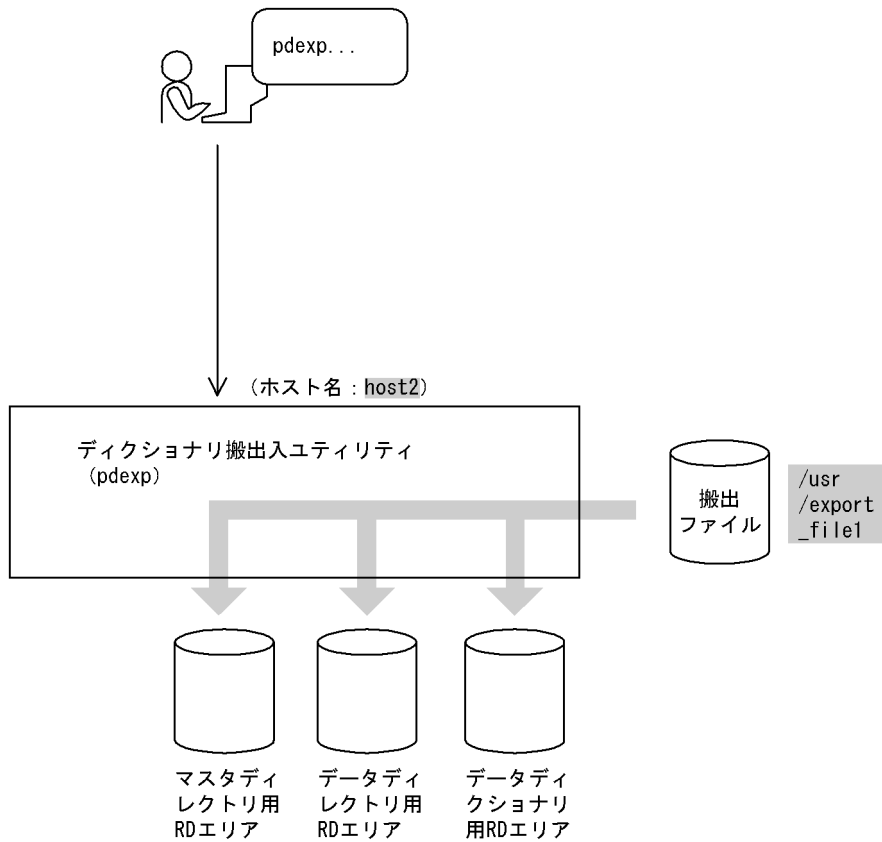 pdexp...
(ホスト名：host2)
ディクショナリ搬出入ユティリティ
(pdexp)
搬出
ファイル
/usr
/export
_file1
マスタディ
レクトリ用
RDエリア
データディ
レクトリ用
RDエリア
データディ
クショナリ
用RDエリア